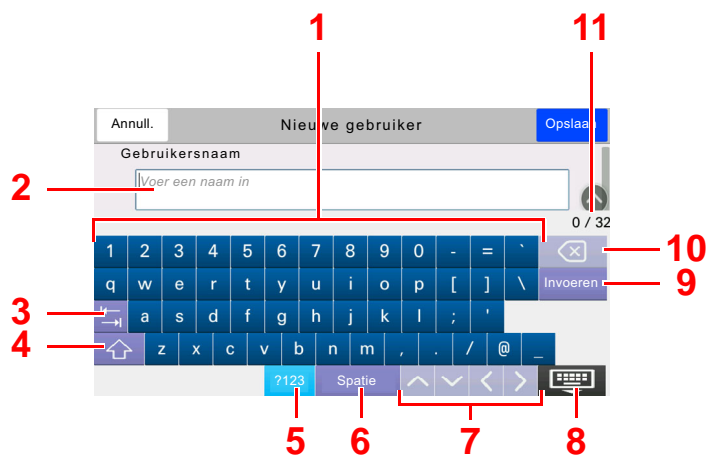 1 11
Annull. Nieuwe gebruiker Opslaan
Gebruikersnaam
2 Voer een naam in
0 / 32
1 2 3 4 5 6 7 8 9 0 - = ` 10
q w e r t y u i o p [ ] \ Invoeren 9
3 a s d f g h j k l ; '
4 z x c v b n m , . / @ _
?123 Spatie
5 6 7 8